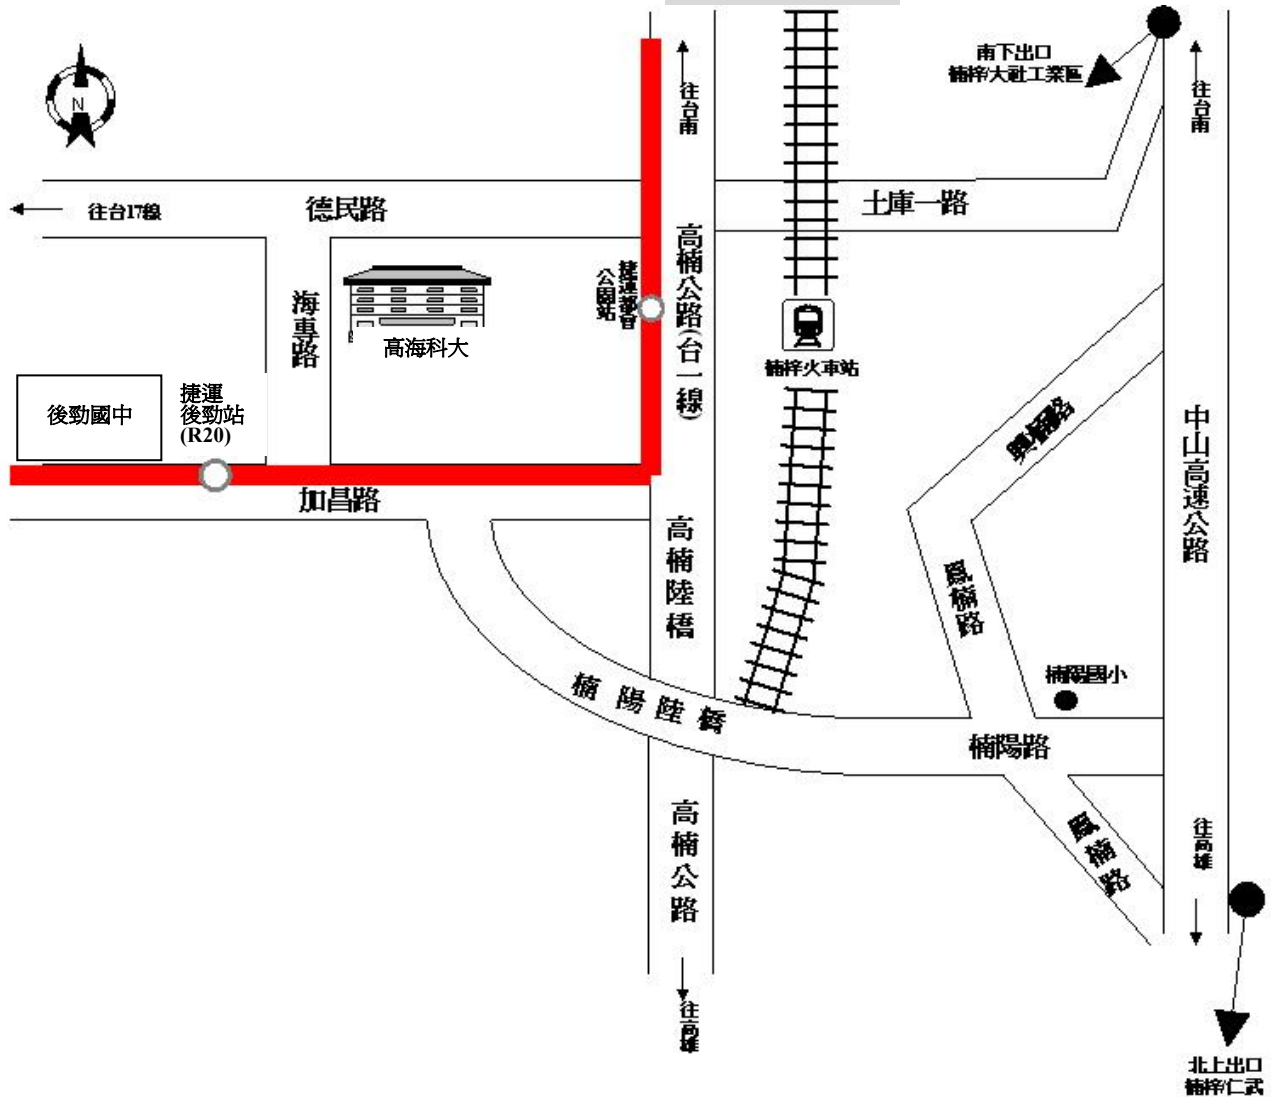 N
往台南
南下出口
楠梓/大社工業區
往台南
往台17線
德民路
土庫一路
高楠公路(台一線)
捷運都會
公園站
海專路
高海科大
楠梓火車站
後勁國中
捷運
後勁站
(R20)
興楠路
中山高速公路
加昌路
高楠陸橋
鳳楠路
楠陽國小
楠陽陸橋
楠陽路
高楠公路
鳳楠路
往高雄
往高雄
北上出口
楠梓/仁武